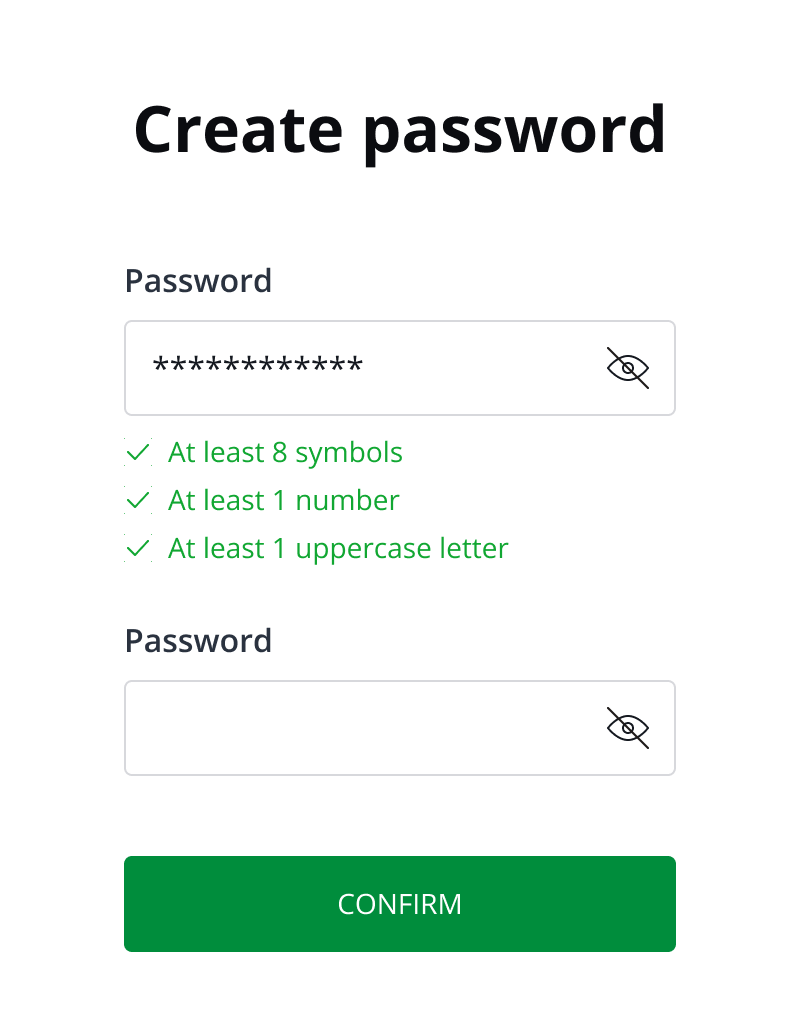 Create password
Password
************
At least 8 symbols
At least 1 number
At least 1 uppercase letter
Password
CONFIRM